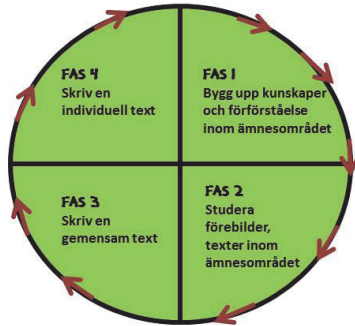 FAS 4
Skriv en
individuell text
FAS 1
Bygg upp kunskaper
och förförståelse
inom ämnesområdet
FAS 3
Skriv en
gemensam text
FAS 2
Studera
förebilder,
texter inom
ämnesområdet